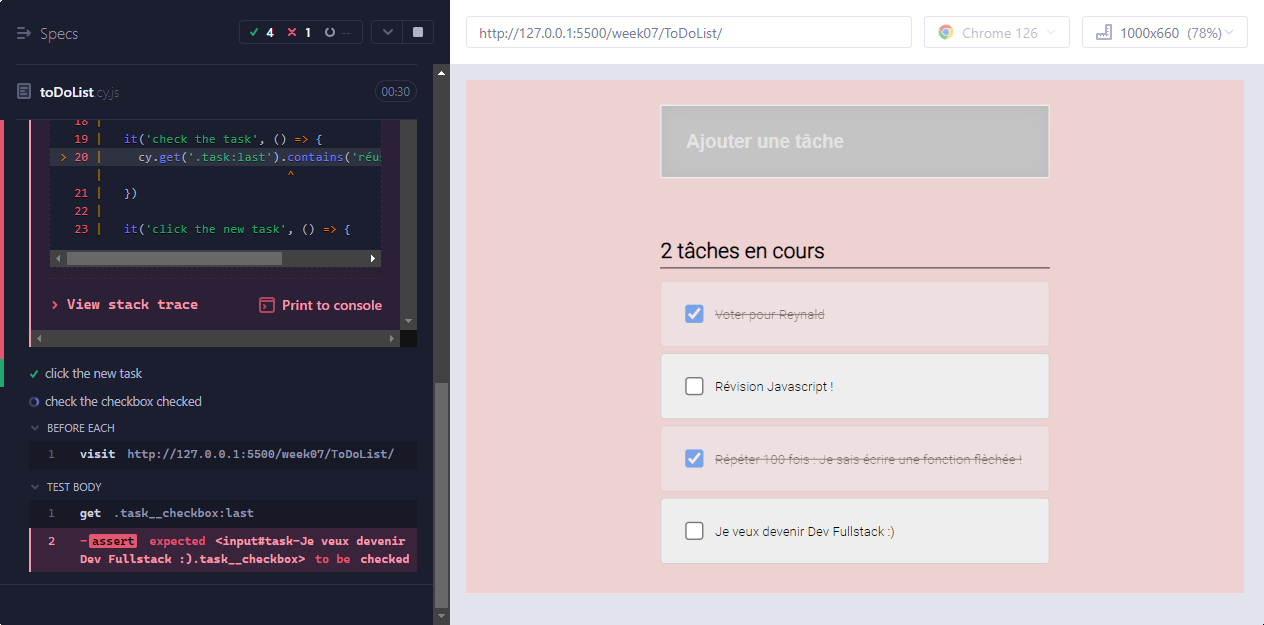 Specs
4
1
--
toDoList cy.js
00:30
18 |
19 | it('check the task', () => {
> 20 | cy.get('.task:last').contains('réu
| ^
21 | })
22 |
23 | it('click the new task', () => {
View stack trace
Print to console
click the new task
check the checkbox checked
BEFORE EACH
1 visit http://127.0.0.1:5500/week07/ToDoList/
TEST BODY
1 get .task__checkbox:last
2 -assert expected <input#task-Je veux devenir
Dev Fullstack :).task__checkbox> to be checked
http://127.0.0.1:5500/week07/ToDoList/
Chrome 126
1000x660 (78%)
Ajouter une tâche
2 tâches en cours
Voter pour Reynald
Révision Javascript !
Répéter 100 fois : Je sais écrire une fonction flèchée !
Je veux devenir Dev Fullstack :)